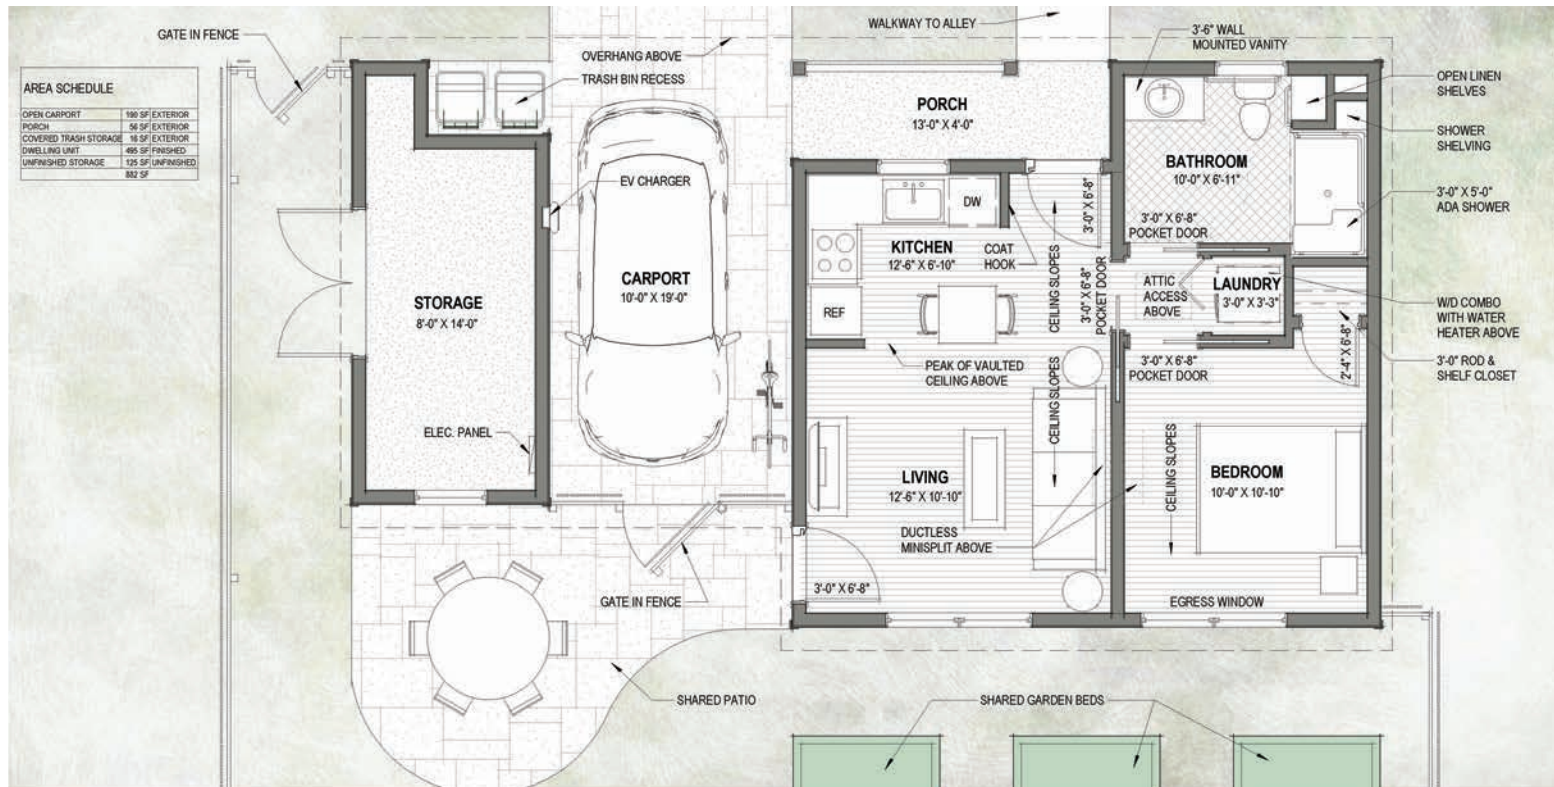 GATE IN FENCE
OVERHANG ABOVE
TRASH BIN RECESS
WALKWAY TO ALLEY
3'-6" WALL
MOUNTED VANITY
OPEN LINEN
SHELVES
SHOWER
SHELVING
3'-0" X 5'-0"
ADA SHOWER
W/D COMBO
WITH WATER
HEATER ABOVE
3'-0" ROD &
SHELF CLOSET
AREA SCHEDULE
OPEN CARPORT 190 SF EXTERIOR
PORCH 56 SF EXTERIOR
COVERED TRASH STORAGE 16 SF EXTERIOR
DWELLING UNIT 495 SF FINISHED
UNFINISHED STORAGE 125 SF UNFINISHED
882 SF
PORCH
13'-0" X 4'-0"
BATHROOM
10'-0" X 6'-11"
3'-0" X 6'-8"
POCKET DOOR
EV CHARGER
DW
KITCHEN
12'-6" X 6'-10"
COAT
HOOK
CEILING SLOPES
3'-0" X 6'-8"
3'-0" X 6'-8"
POCKET DOOR
ATTIC
ACCESS
ABOVE
LAUNDRY
3'-0" X 3'-3"
STORAGE
8'-0" X 14'-0"
CARPORT
10'-0" X 19'-0"
REF
PEAK OF VAULTED
CEILING ABOVE
3'-0" X 6'-8"
POCKET DOOR
2'-4" X 6'-8"
CEILING SLOPES
ELEC. PANEL
LIVING
12'-6" X 10'-10"
CEILING SLOPES
BEDROOM
10'-0" X 10'-10"
DUCTLESS
MINISPLIT ABOVE
3'-0" X 6'-8"
GATE IN FENCE
EGRESS WINDOW
SHARED PATIO
SHARED GARDEN BEDS